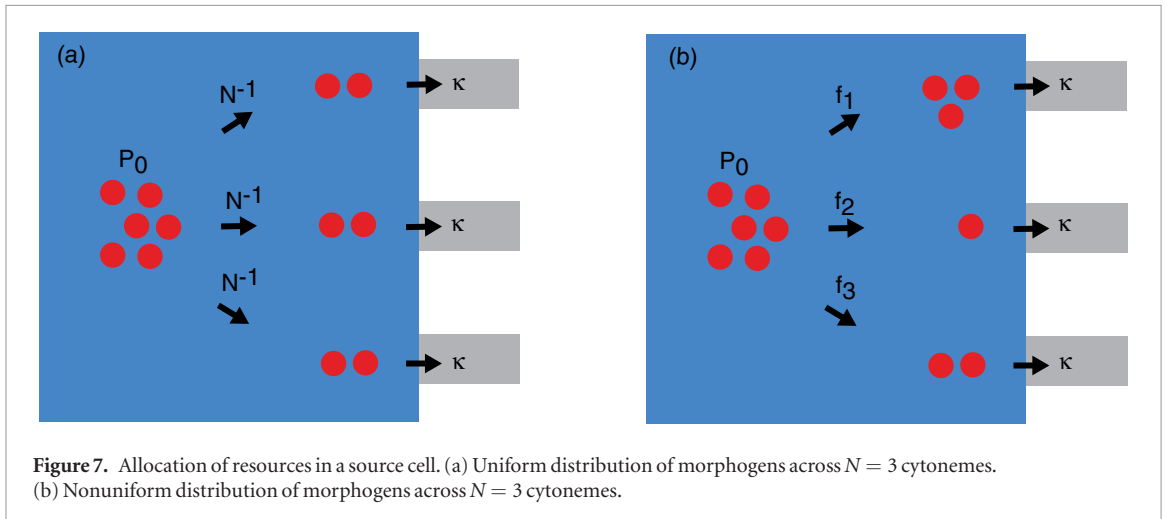 (a)
N⁻¹
κ
P₀
N⁻¹
κ
N⁻¹
κ
(b)
f₁
κ
P₀
f₂
κ
f₃
κ
Figure 7. Allocation of resources in a source cell. (a) Uniform distribution of morphogens across N = 3 cytonemes.
(b) Nonuniform distribution of morphogens across N = 3 cytonemes.